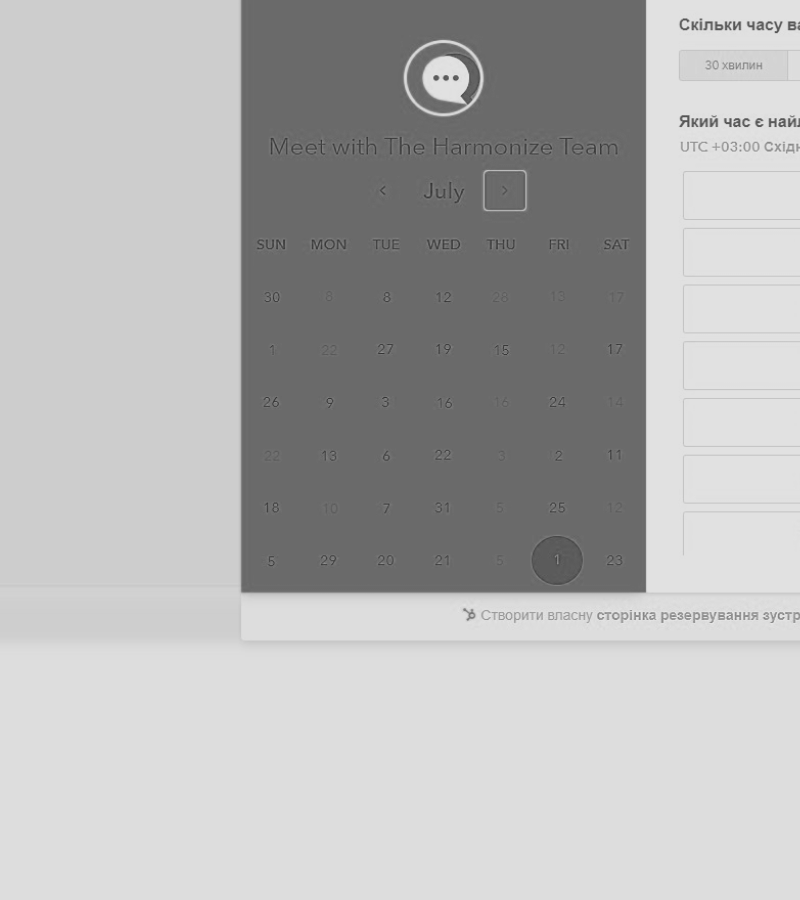 Скільки часу ва
30 хвилин
Який час є найл
UTC +03:00 Східн
Meet with The Harmonize Team
July
SUN MON TUE WED THU FRI SAT
30 8 8 12 28 13 17
1 22 27 19 15 12 17
26 9 3 16 16 24 14
22 13 6 22 3 2 11
18 10 7 31 5 25 12
5 29 20 21 5 1 23
Створити власну сторінка резервування зустр